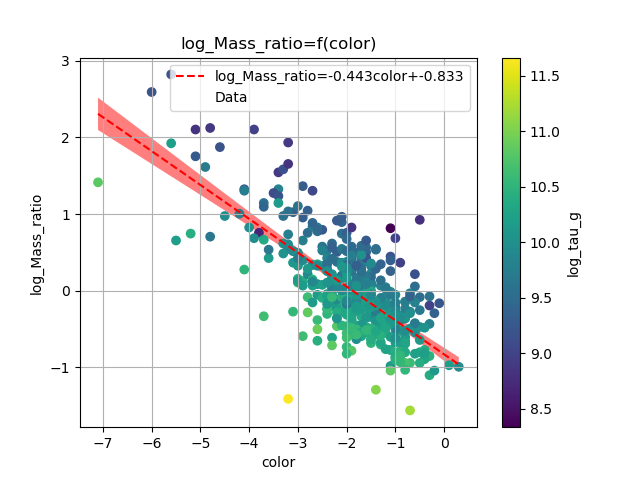 log_Mass_ratio=f(color)
3
2
1
0
−1
log_Mass_ratio
log_Mass_ratio=-0.443color+-0.833
Data
−7 −6 −5 −4 −3 −2 −1 0
color
11.5
11.0
10.5
10.0
9.5
9.0
8.5
log_tau_g